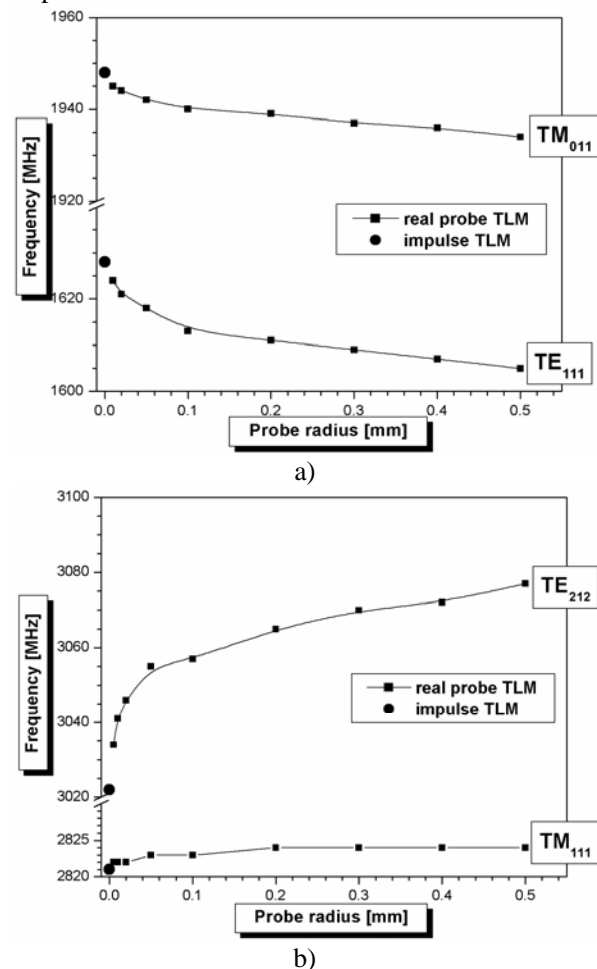 1960
1940
1920
1620
1600
Frequency [MHz]
TM011
real probe TLM
impulse TLM
TE111
0.0 0.1 0.2 0.3 0.4 0.5
Probe radius [mm]
a)
3100
3080
3060
3040
3020
2825
2820
Frequency [MHz]
TE212
real probe TLM
impulse TLM
TM111
0.0 0.1 0.2 0.3 0.4 0.5
Probe radius [mm]
b)